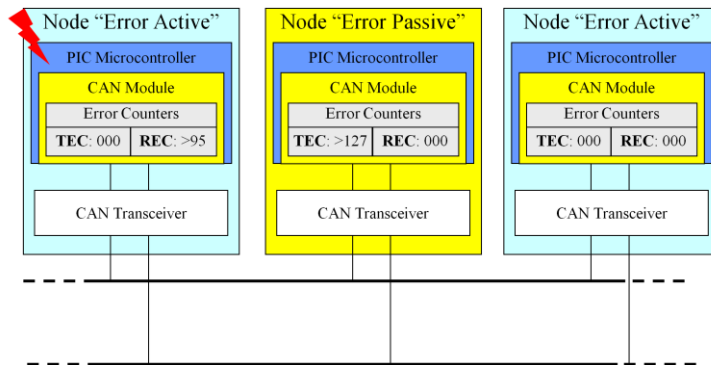 Node “Error Active”
PIC Microcontroller
CAN Module
Error Counters
TEC: 000 REC: >95
CAN Transceiver
Node “Error Passive”
PIC Microcontroller
CAN Module
Error Counters
TEC: >127 REC: 000
CAN Transceiver
Node “Error Active”
PIC Microcontroller
CAN Module
Error Counters
TEC: 000 REC: 000
CAN Transceiver